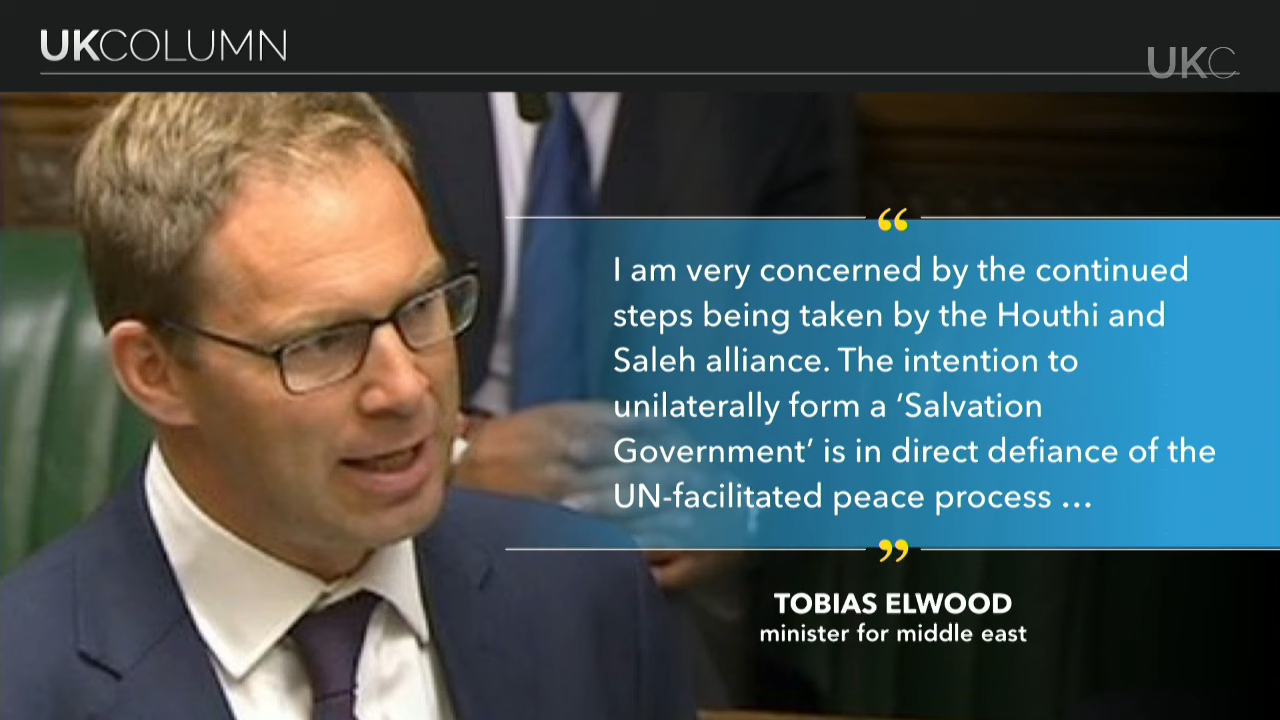 UKCOLUMN
UKC
“
I am very concerned by the continued
steps being taken by the Houthi and
Saleh alliance. The intention to
unilaterally form a ‘Salvation
Government’ is in direct defiance of the
UN-facilitated peace process ...
”
TOBIAS ELWOOD
minister for middle east